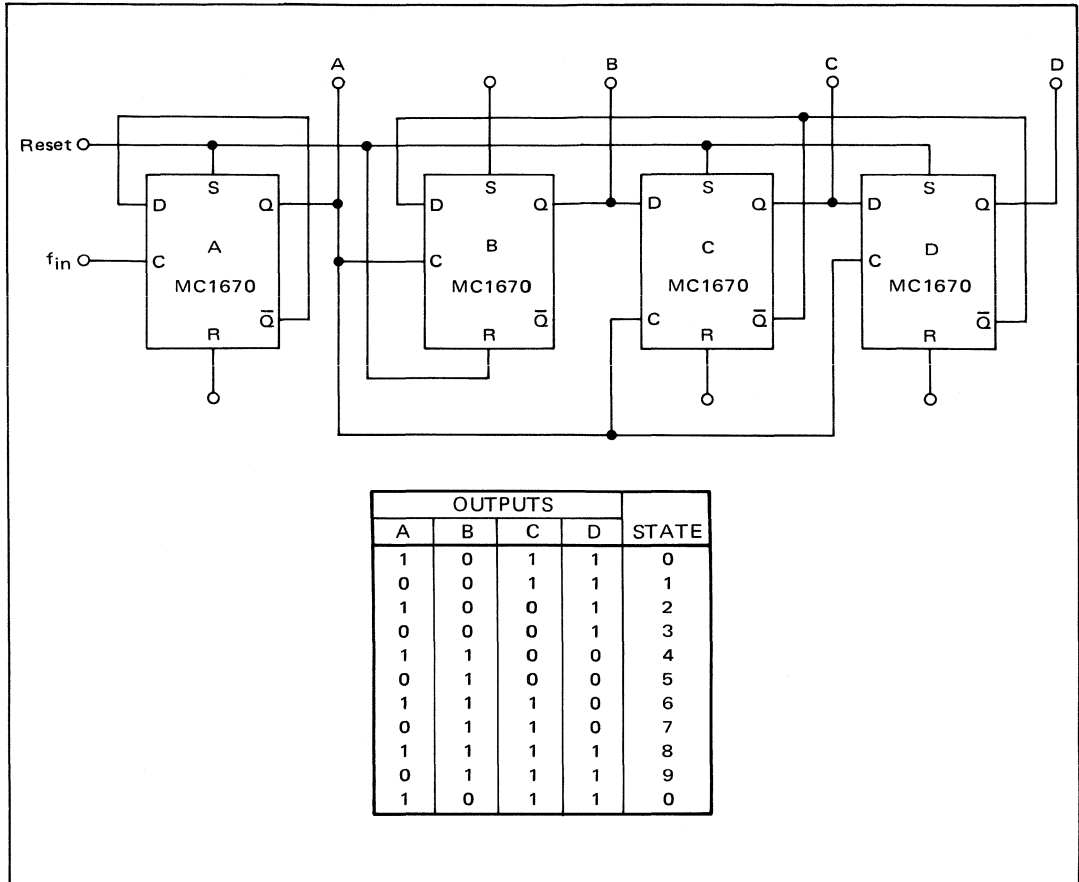 A B C D
Reset
S S S S
D Q D Q D Q D Q
A B C D
f_in C C C C
MC1670 MC1670 MC1670 MC1670
Q̅ Q̅ Q̅ Q̅
R R R R
OUTPUTS
A B C D STATE
1 0 1 1 0
0 0 1 1 1
1 0 0 1 2
0 0 0 1 3
1 1 0 0 4
0 1 0 0 5
1 1 1 0 6
0 1 1 0 7
1 1 1 1 8
0 1 1 1 9
1 0 1 1 0